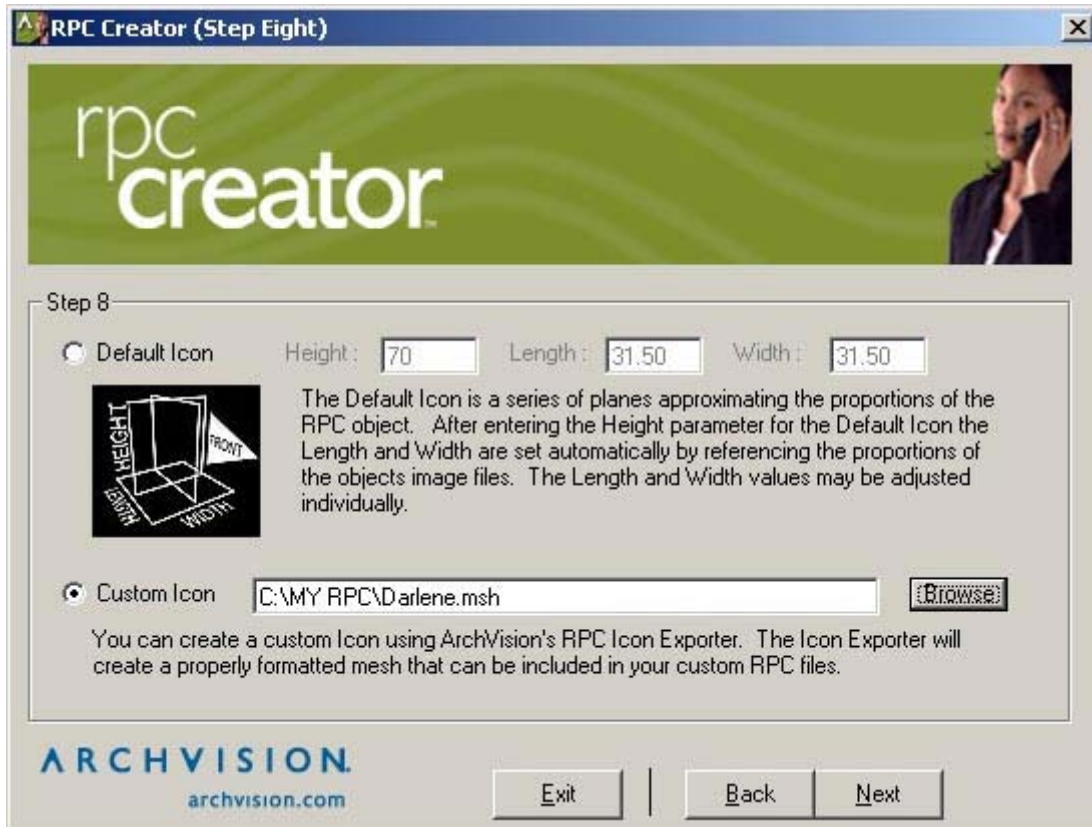 RPC Creator (Step Eight)
rpc
creator™
Step 8
Default Icon Height : 70 Length : 31.50 Width : 31.50
HEIGHT
FRONT
LENGTH
WIDTH
The Default Icon is a series of planes approximating the proportions of the
RPC object. After entering the Height parameter for the Default Icon the
Length and Width are set automatically by referencing the proportions of
the objects image files. The Length and Width values may be adjusted
individually.
Custom Icon C:\MY RPC\Darlene.msh Browse
You can create a custom Icon using ArchVision's RPC Icon Exporter. The Icon Exporter will
create a properly formatted mesh that can be included in your custom RPC files.
ARCHVISION.
archvision.com
Exit Back Next